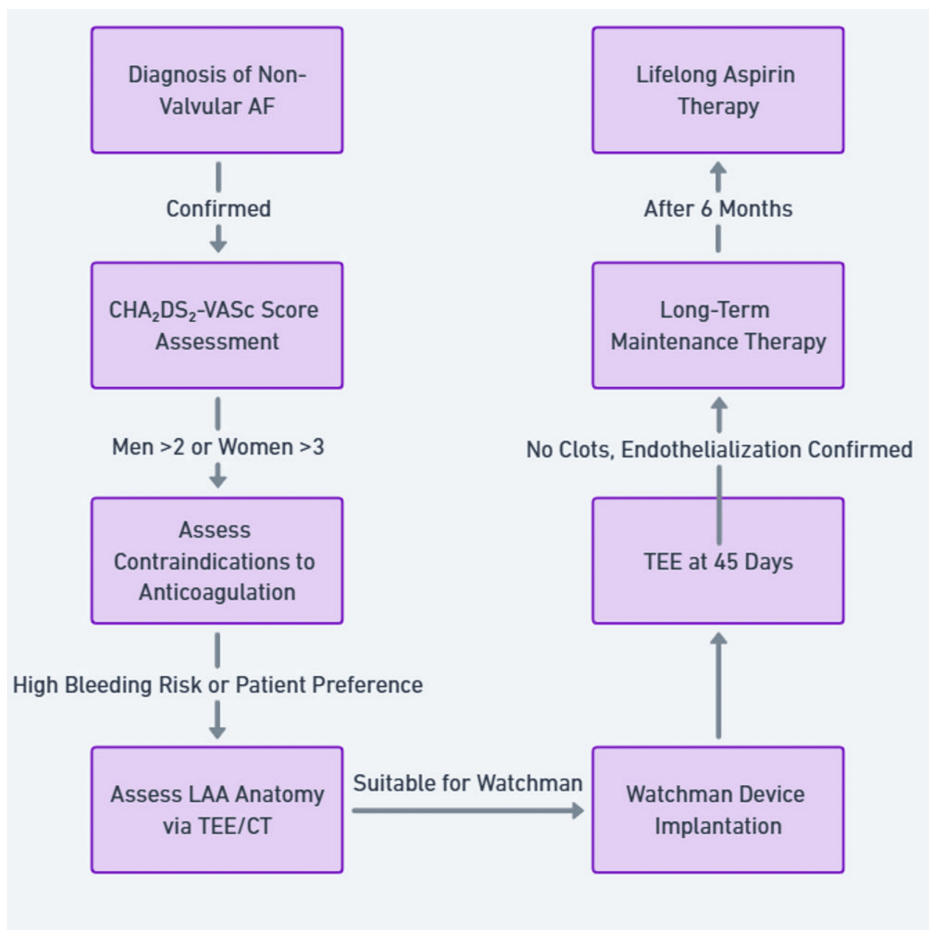 Diagnosis of Non-
Valvular AF
Confirmed
CHA₂DS₂-VASc Score
Assessment
Men >2 or Women >3
Assess
Contraindications to
Anticoagulation
High Bleeding Risk or Patient Preference
Assess LAA Anatomy
via TEE/CT
Suitable for Watchman
Watchman Device
Implantation
TEE at 45 Days
No Clots, Endothelialization Confirmed
Long-Term
Maintenance Therapy
After 6 Months
Lifelong Aspirin
Therapy